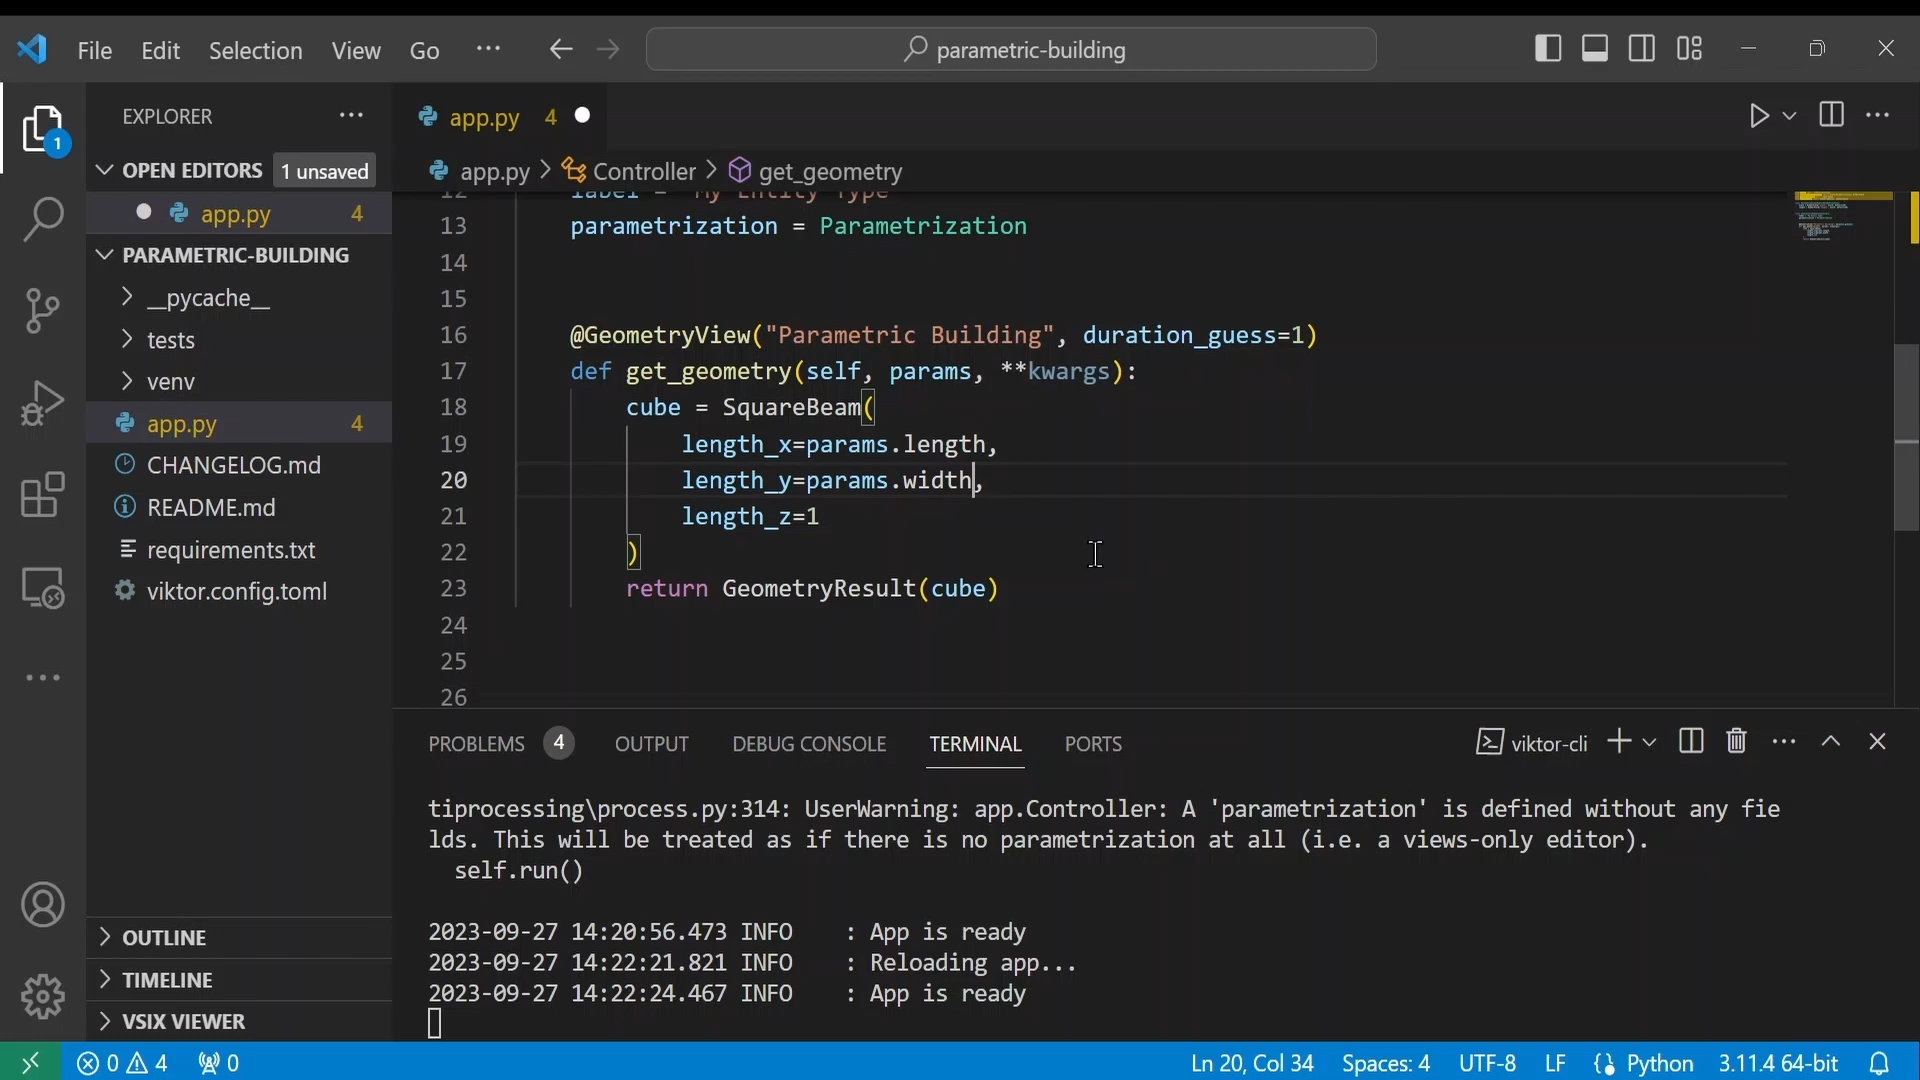 File Edit Selection View Go ··· parametric-building
EXPLORER
OPEN EDITORS 1 unsaved
app.py 4
PARAMETRIC-BUILDING
__pycache__
tests
venv
app.py 4
CHANGELOG.md
README.md
requirements.txt
viktor.config.toml
OUTLINE
TIMELINE
VSIX VIEWER
1
app.py 4
app.py > Controller > get_geometry
12 label = "My Entity Type
13 parametrization = Parametrization
14
15
16 @GeometryView("Parametric Building", duration_guess=1)
17 def get_geometry(self, params, **kwargs):
18 cube = SquareBeam(
19 length_x=params.length,
20 length_y=params.width,
21 length_z=1
22 )
23 return GeometryResult(cube)
24
25
26
PROBLEMS 4 OUTPUT DEBUG CONSOLE TERMINAL PORTS viktor-cli
tiprocessing\process.py:314: UserWarning: app.Controller: A 'parametrization' is defined without any fie
lds. This will be treated as if there is no parametrization at all (i.e. a views-only editor).
self.run()
2023-09-27 14:20:56.473 INFO : App is ready
2023-09-27 14:22:21.821 INFO : Reloading app...
2023-09-27 14:22:24.467 INFO : App is ready
0 4 0 Ln 20, Col 34 Spaces: 4 UTF-8 LF Python 3.11.4 64-bit